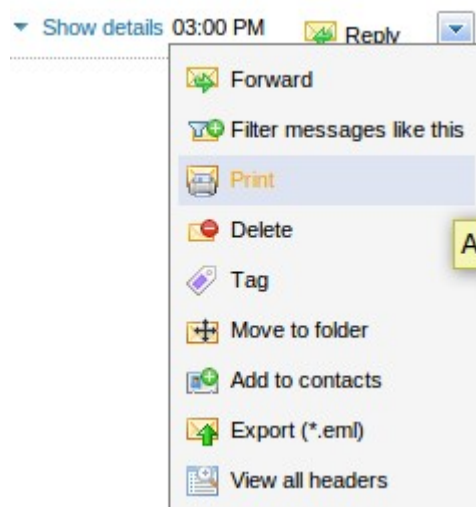 Show details 03:00 PM Reply
Forward
Filter messages like this
Print
Delete
A
Tag
Move to folder
Add to contacts
Export (*.eml)
View all headers